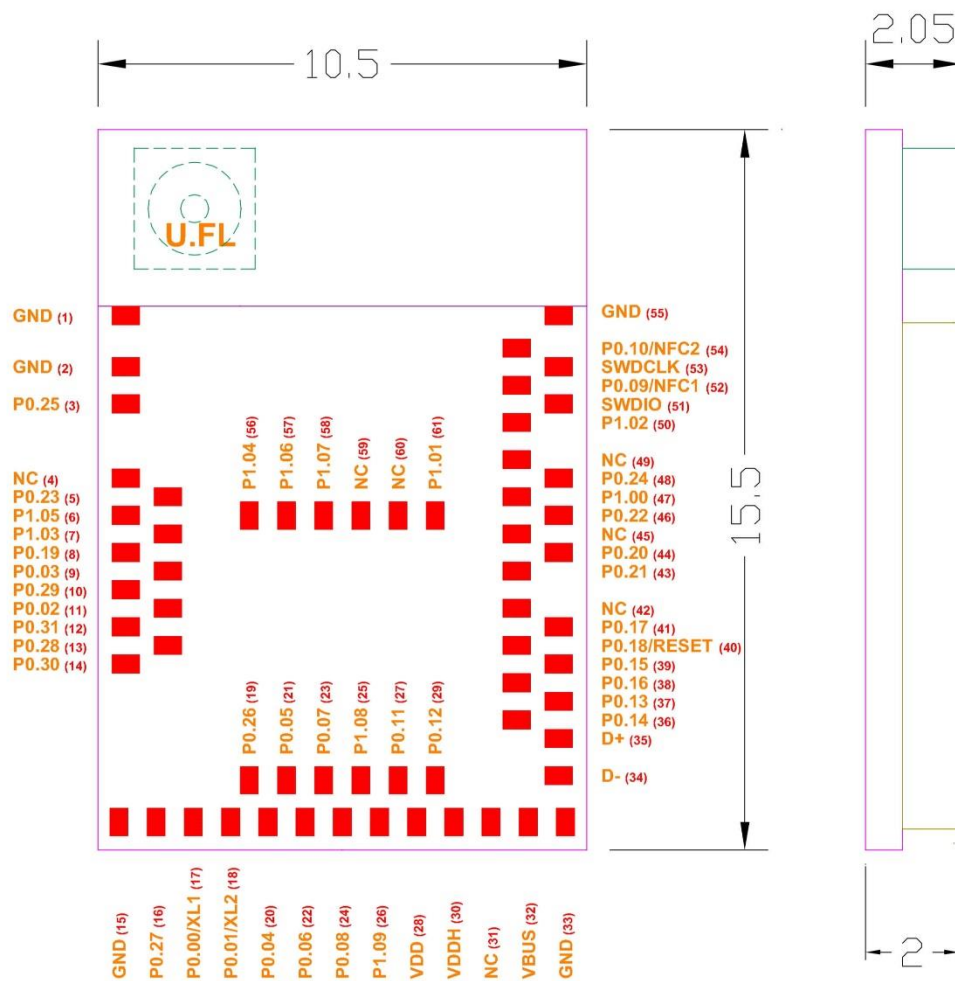 2.05
10.5
U.FL
GND (1)
GND (2)
P0.25 (3)
NC (4)
P0.23 (5)
P1.05 (6)
P1.03 (7)
P0.19 (8)
P0.03 (9)
P0.29 (10)
P0.02 (11)
P0.31 (12)
P0.28 (13)
P0.30 (14)
P1.04 (56)
P1.06 (57)
P1.07 (58)
NC (59)
NC (60)
P1.01 (61)
P0.26 (19)
P0.05 (21)
P0.07 (23)
P1.08 (25)
P0.11 (27)
P0.12 (29)
GND (55)
P0.10/NFC2 (54)
SWDCLK (53)
P0.09/NFC1 (52)
SWDIO (51)
P1.02 (50)
NC (49)
P0.24 (48)
P1.00 (47)
P0.22 (46)
NC (45)
P0.20 (44)
P0.21 (43)
NC (42)
P0.17 (41)
P0.18/RESET (40)
P0.15 (39)
P0.16 (38)
P0.13 (37)
P0.14 (36)
D+ (35)
D- (34)
15.5
GND (15)
P0.27 (16)
P0.00/XL1 (17)
P0.01/XL2 (18)
P0.04 (20)
P0.06 (22)
P0.08 (24)
P1.09 (26)
VDD (28)
VDDH (30)
NC (31)
VBUS (32)
GND (33)
2